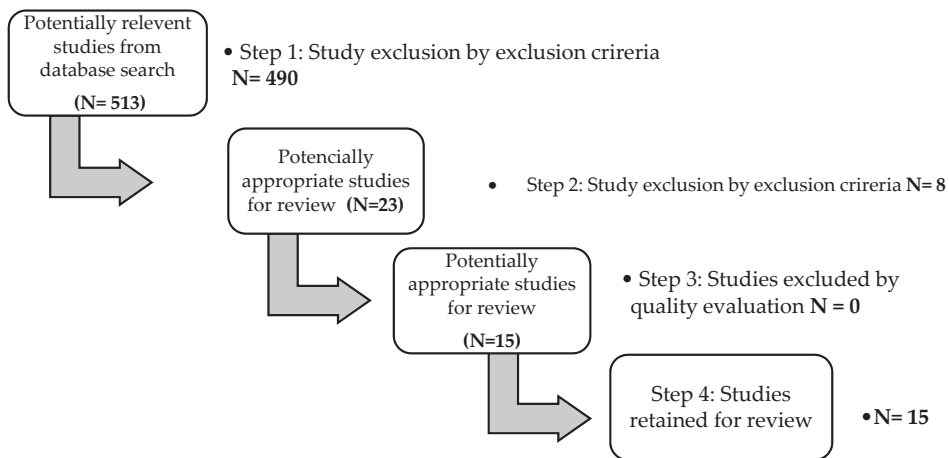 Potentially relevent
studies from
database search
(N= 513)
• Step 1: Study exclusion by exclusion crireria
N= 490
Potencially
appropriate studies
for review (N=23)
• Step 2: Study exclusion by exclusion crireria N= 8
Potentially
appropriate studies
for review
(N=15)
• Step 3: Studies excluded by
quality evaluation N = 0
Step 4: Studies
retained for review
• N= 15